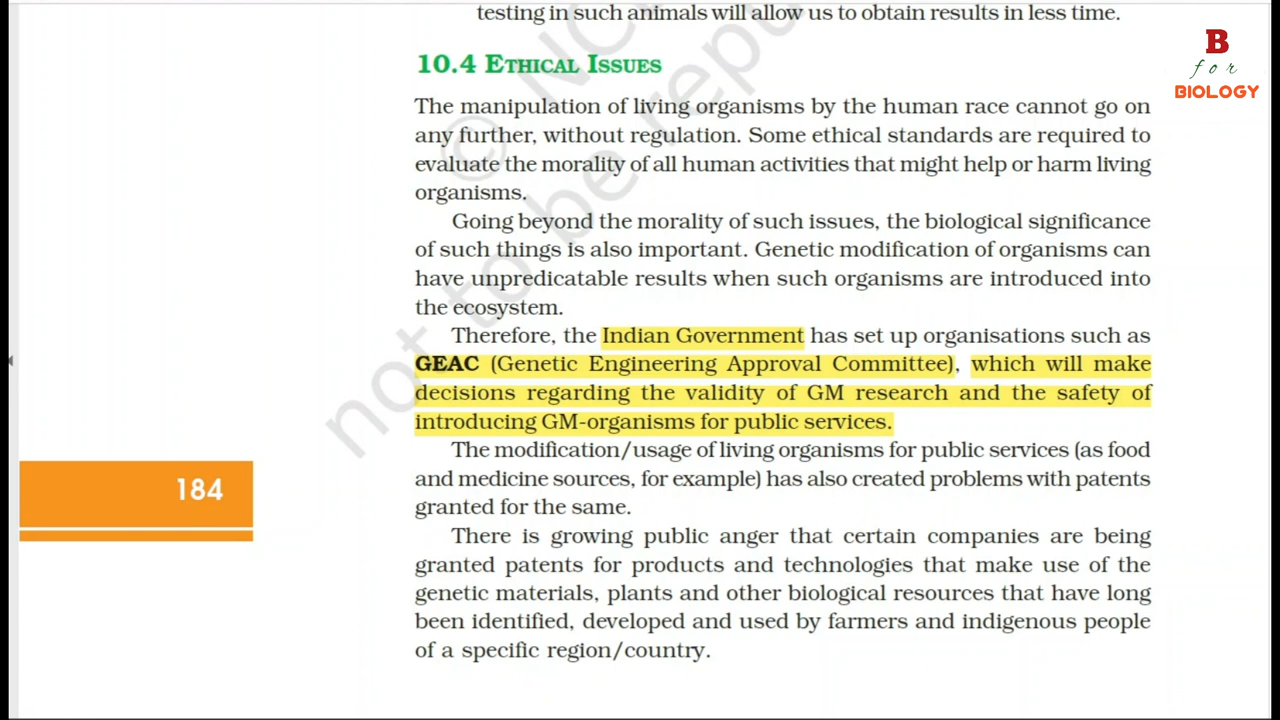 testing in such animals will allow us to obtain results in less time.
B
for
BIOLOGY
10.4 ETHICAL ISSUES
The manipulation of living organisms by the human race cannot go on
any further, without regulation. Some ethical standards are required to
evaluate the morality of all human activities that might help or harm living
organisms.
Going beyond the morality of such issues, the biological significance
of such things is also important. Genetic modification of organisms can
have unpredicatable results when such organisms are introduced into
the ecosystem.
Therefore, the Indian Government has set up organisations such as
GEAC (Genetic Engineering Approval Committee), which will make
decisions regarding the validity of GM research and the safety of
introducing GM-organisms for public services.
The modification/usage of living organisms for public services (as food
and medicine sources, for example) has also created problems with patents
granted for the same.
There is growing public anger that certain companies are being
granted patents for products and technologies that make use of the
genetic materials, plants and other biological resources that have long
been identified, developed and used by farmers and indigenous people
of a specific region/country.
184
© NC
not to be repu